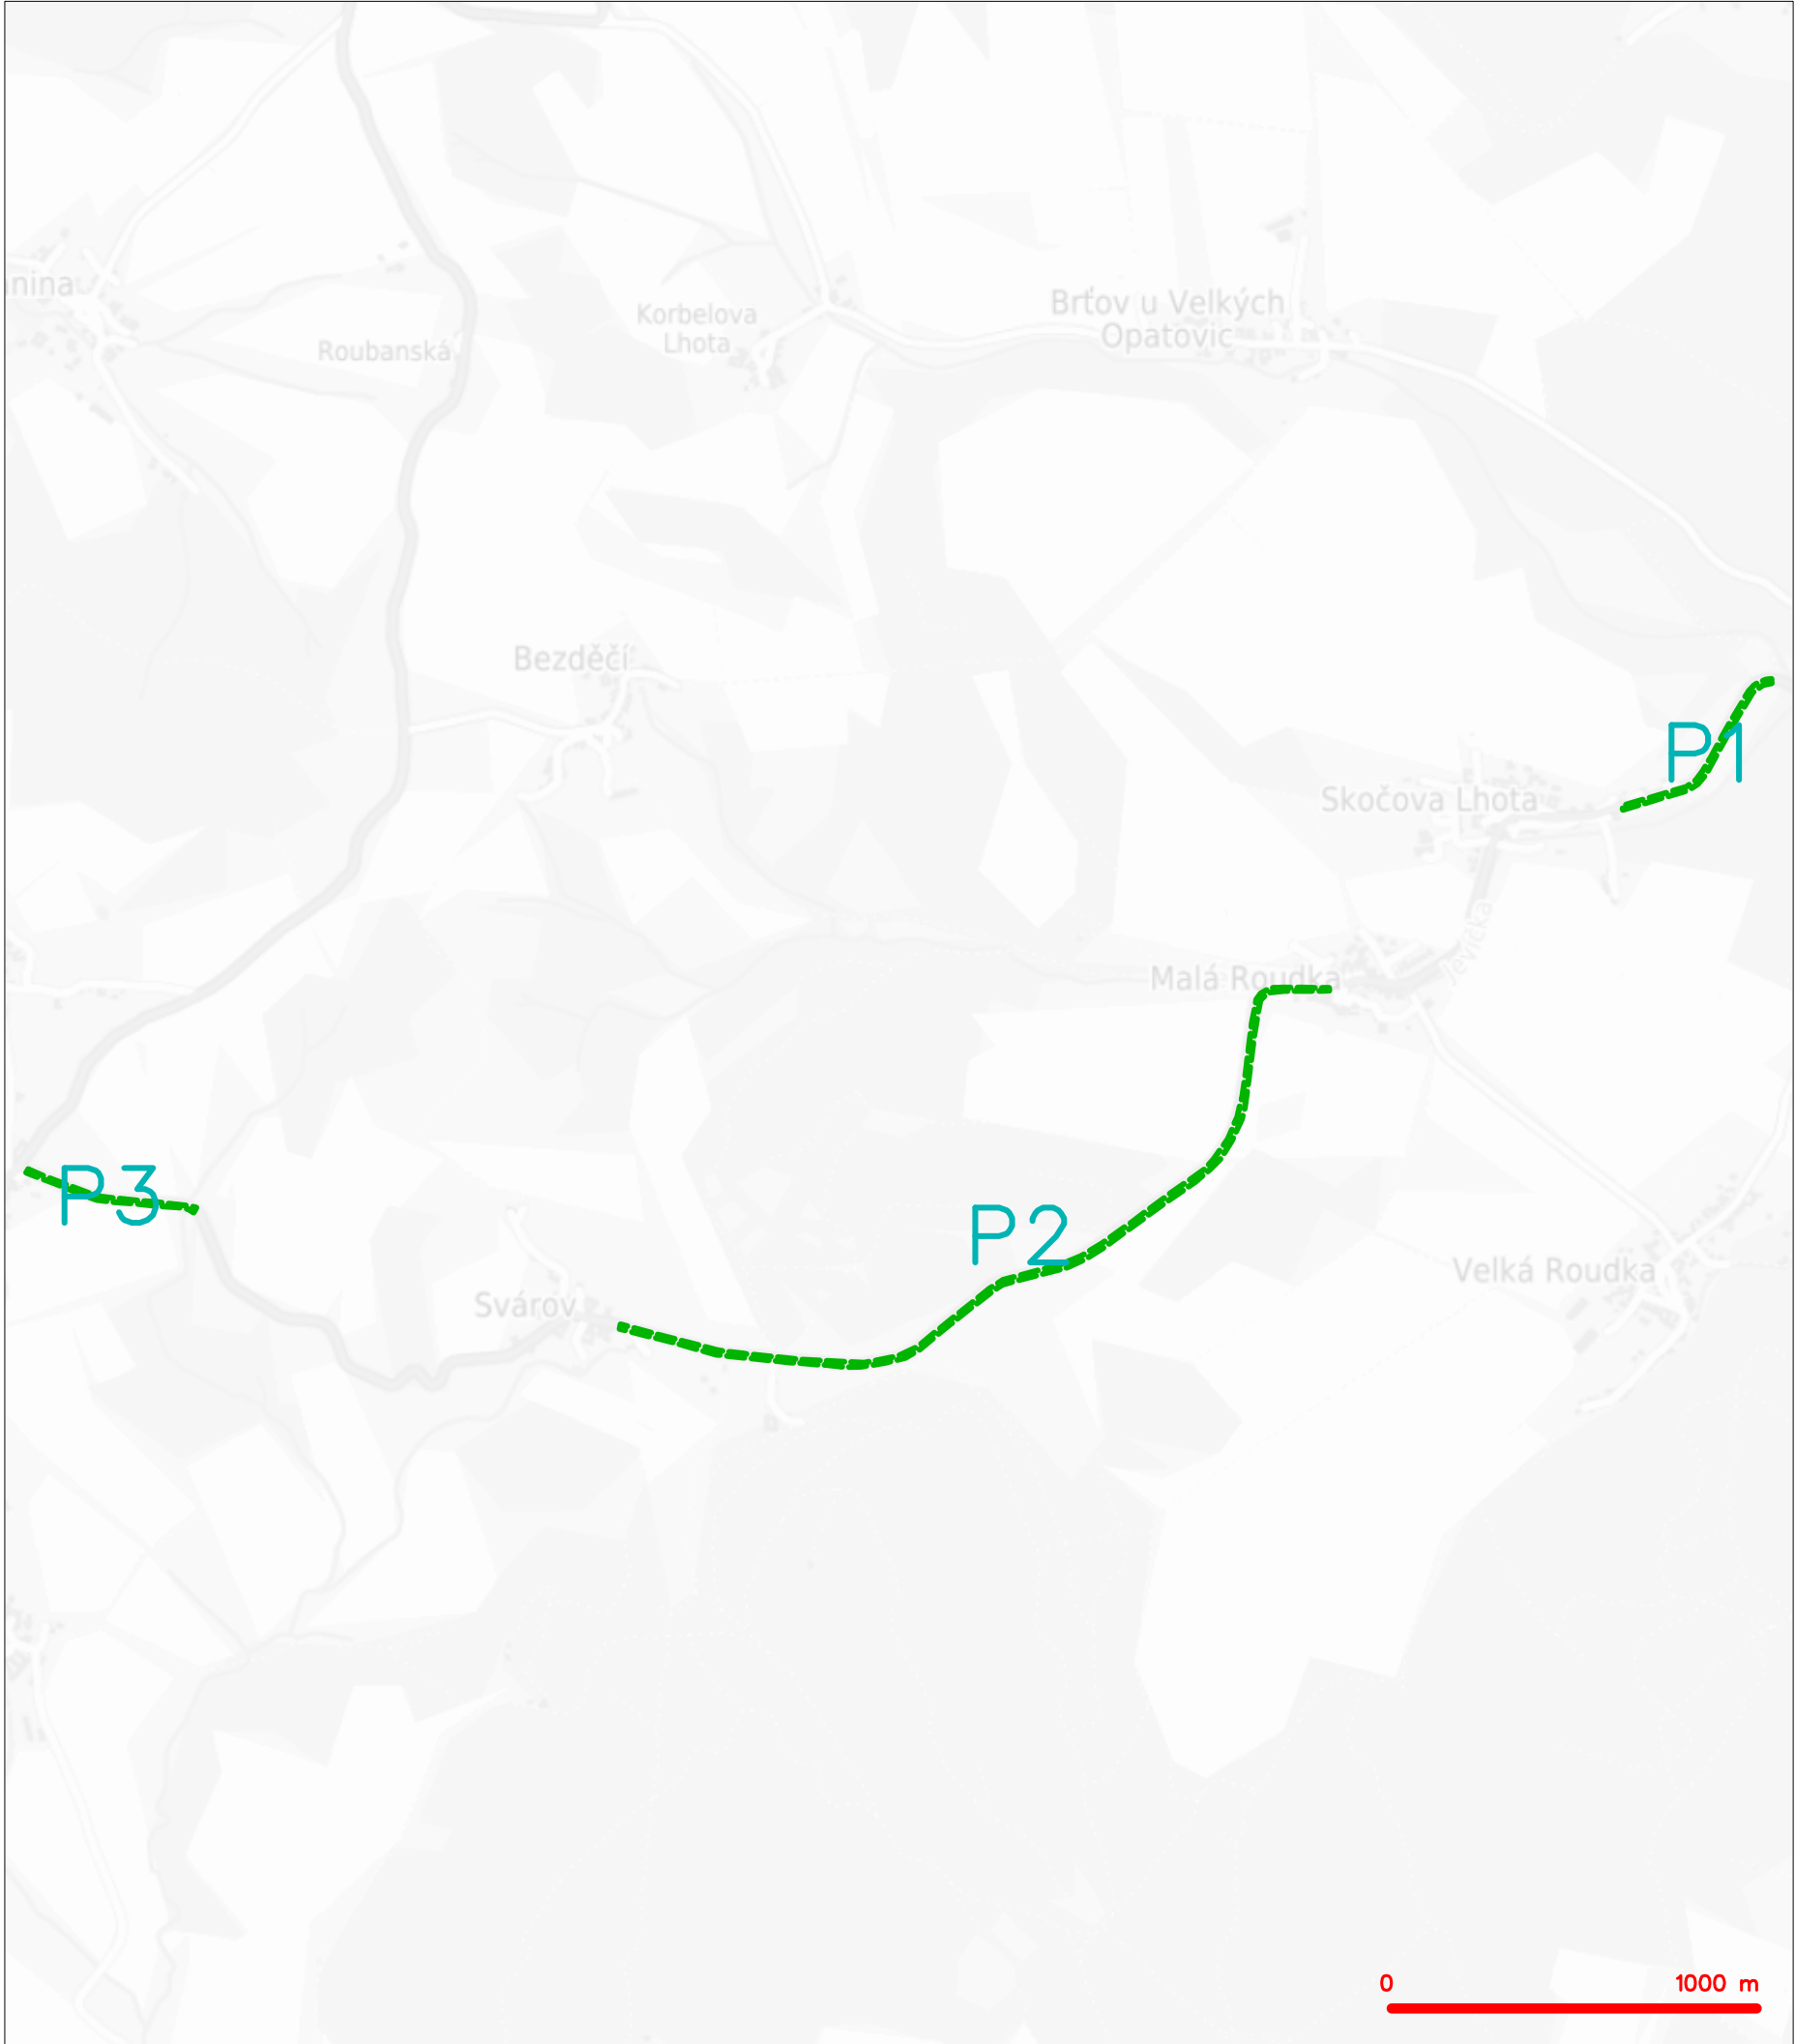 nina
Korbelova
Lhota
Roubanská
Brťov u Velkých
Opatovic
Bezděčí
P1
Skočova Lhota
Jevíčka
Malá Roudka
P3
P2
Velká Roudka
Svárov
0 1000 m